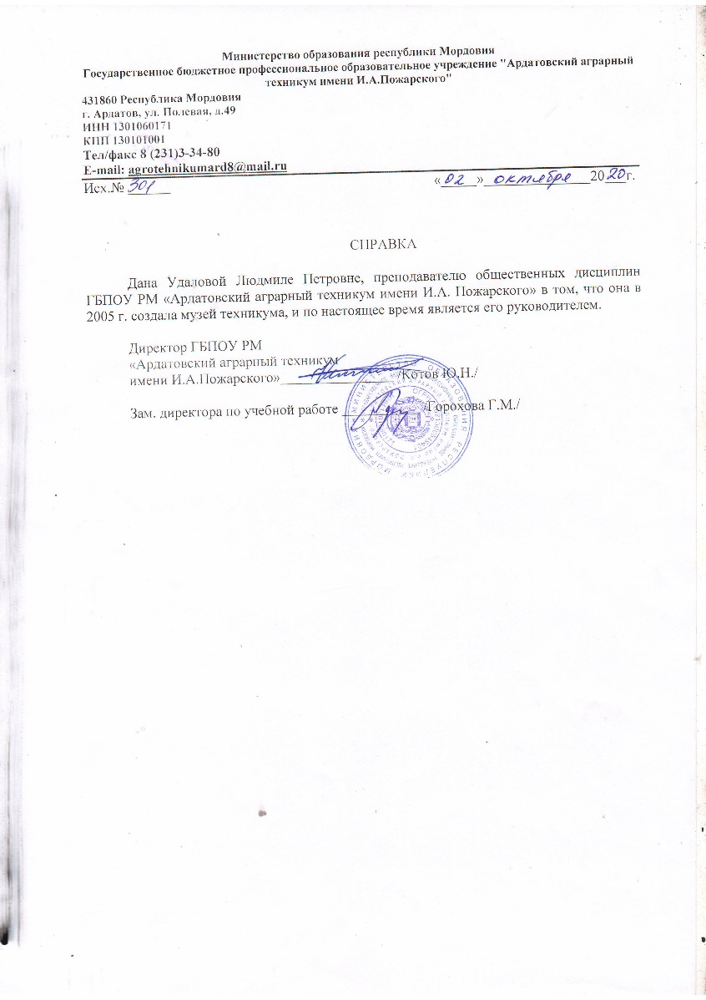 Министерство образования республики Мордовия
Государственное бюджетное профессиональное образовательное учреждение "Ардатовский аграрный
техникум имени И.А.Пожарского"
431860 Республика Мордовия
г. Ардатов, ул. Полевая, д.49
ИНН 1301060171
КПП 130101001
Тел/факс 8 (231)3-34-80
E-mail: agrotehnikumard8@mail.ru
Исх.№ 301 «02» октября 2020г.
СПРАВКА
Дана Удаловой Людмиле Петровне, преподавателю общественных дисциплин
ГБПОУ РМ «Ардатовский аграрный техникум имени И.А. Пожарского» в том, что она в
2005 г. создала музей техникума, и по настоящее время является его руководителем.
Директор ГБПОУ РМ
«Ардатовский аграрный техникум
имени И.А.Пожарского» /Котов Ю.Н./
Зам. директора по учебной работе /Горохова Г.М./